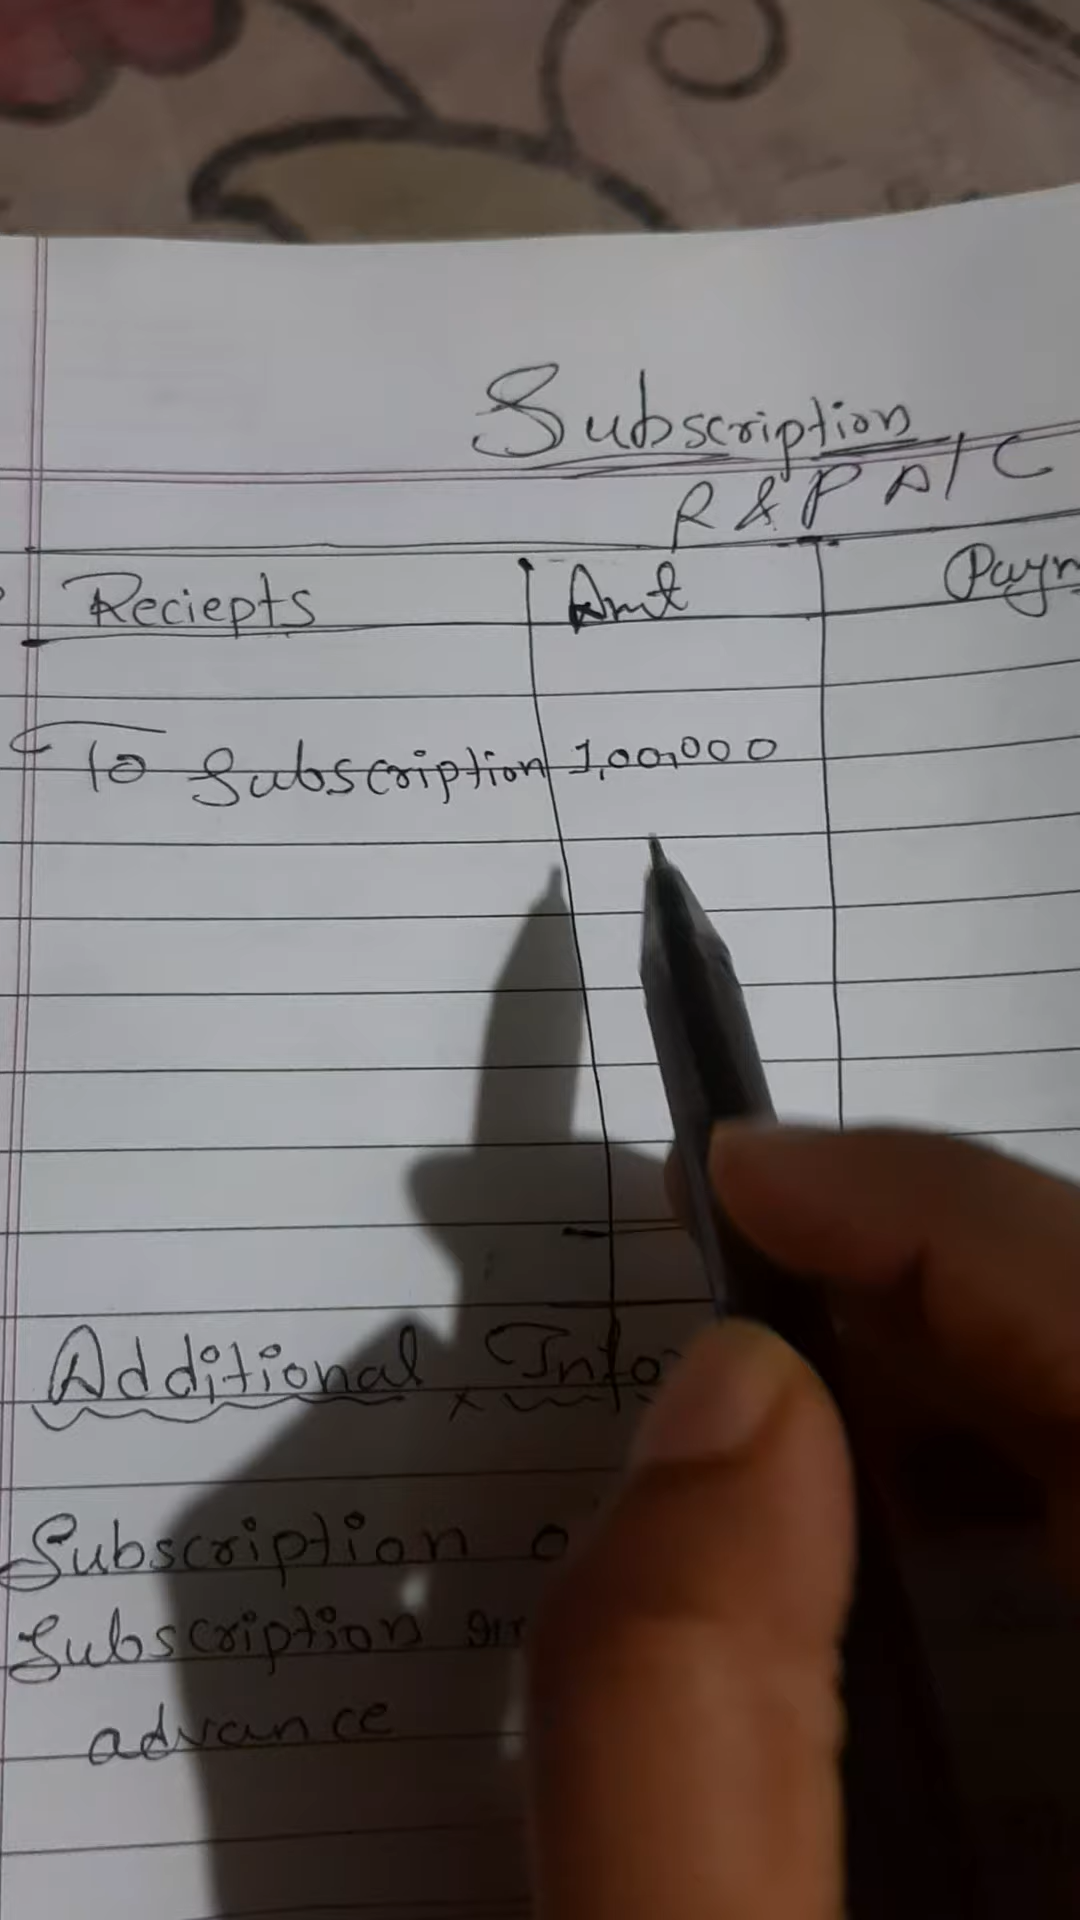 Subscription
R & P A/C
Reciepts Amt
To Subscription 1,00,000
Additional
Subscription
Subscription
advance